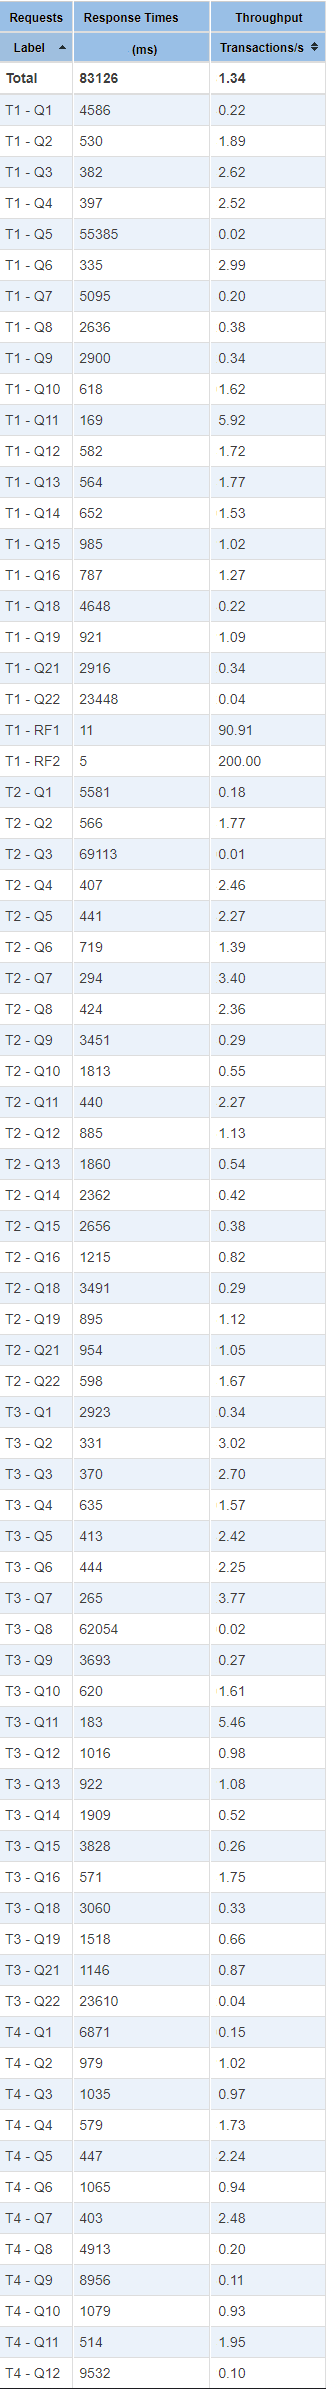 Requests Response Times Throughput
Label (ms) Transactions/s
Total 83126 1.34
T1 - Q1 4586 0.22
T1 - Q2 530 1.89
T1 - Q3 382 2.62
T1 - Q4 397 2.52
T1 - Q5 55385 0.02
T1 - Q6 335 2.99
T1 - Q7 5095 0.20
T1 - Q8 2636 0.38
T1 - Q9 2900 0.34
T1 - Q10 618 1.62
T1 - Q11 169 5.92
T1 - Q12 582 1.72
T1 - Q13 564 1.77
T1 - Q14 652 1.53
T1 - Q15 985 1.02
T1 - Q16 787 1.27
T1 - Q18 4648 0.22
T1 - Q19 921 1.09
T1 - Q21 2916 0.34
T1 - Q22 23448 0.04
T1 - RF1 11 90.91
T1 - RF2 5 200.00
T2 - Q1 5581 0.18
T2 - Q2 566 1.77
T2 - Q3 69113 0.01
T2 - Q4 407 2.46
T2 - Q5 441 2.27
T2 - Q6 719 1.39
T2 - Q7 294 3.40
T2 - Q8 424 2.36
T2 - Q9 3451 0.29
T2 - Q10 1813 0.55
T2 - Q11 440 2.27
T2 - Q12 885 1.13
T2 - Q13 1860 0.54
T2 - Q14 2362 0.42
T2 - Q15 2656 0.38
T2 - Q16 1215 0.82
T2 - Q18 3491 0.29
T2 - Q19 895 1.12
T2 - Q21 954 1.05
T2 - Q22 598 1.67
T3 - Q1 2923 0.34
T3 - Q2 331 3.02
T3 - Q3 370 2.70
T3 - Q4 635 1.57
T3 - Q5 413 2.42
T3 - Q6 444 2.25
T3 - Q7 265 3.77
T3 - Q8 62054 0.02
T3 - Q9 3693 0.27
T3 - Q10 620 1.61
T3 - Q11 183 5.46
T3 - Q12 1016 0.98
T3 - Q13 922 1.08
T3 - Q14 1909 0.52
T3 - Q15 3828 0.26
T3 - Q16 571 1.75
T3 - Q18 3060 0.33
T3 - Q19 1518 0.66
T3 - Q21 1146 0.87
T3 - Q22 23610 0.04
T4 - Q1 6871 0.15
T4 - Q2 979 1.02
T4 - Q3 1035 0.97
T4 - Q4 579 1.73
T4 - Q5 447 2.24
T4 - Q6 1065 0.94
T4 - Q7 403 2.48
T4 - Q8 4913 0.20
T4 - Q9 8956 0.11
T4 - Q10 1079 0.93
T4 - Q11 514 1.95
T4 - Q12 9532 0.10